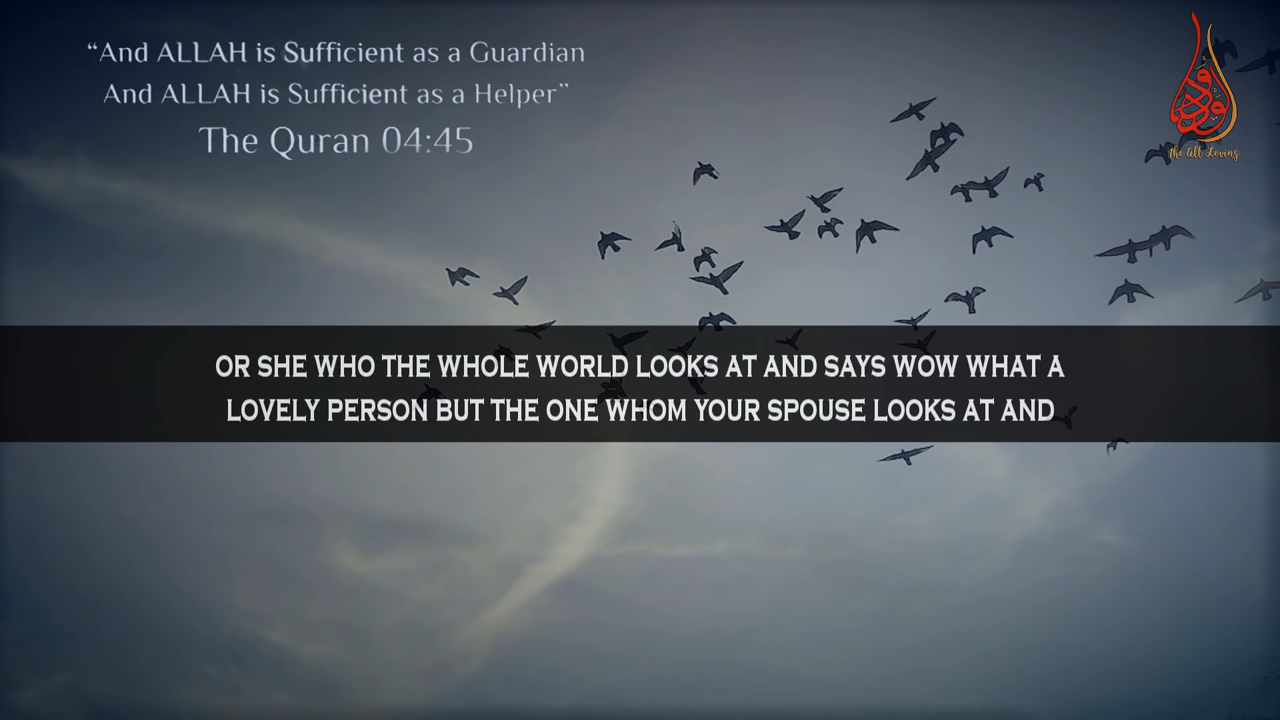 “And ALLAH is Sufficient as a Guardian
And ALLAH is Sufficient as a Helper”
The Quran 04:45
الودود
the All Loving
OR SHE WHO THE WHOLE WORLD LOOKS AT AND SAYS WOW WHAT A
LOVELY PERSON BUT THE ONE WHOM YOUR SPOUSE LOOKS AT AND